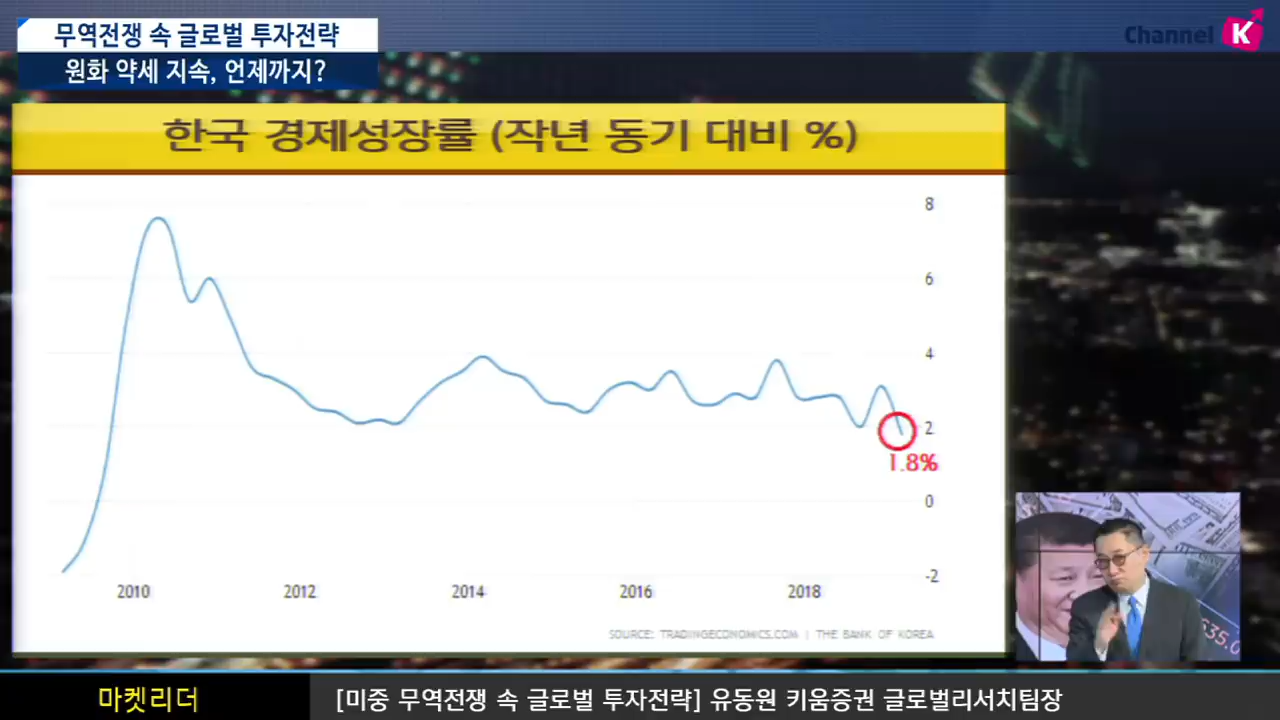 무역전쟁 속 글로벌 투자전략
원화 약세 지속, 언제까지?
Channel K
한국 경제성장률 (작년 동기 대비 %)
8
6
4
2
1.8%
0
-2
2010 2012 2014 2016 2018
SOURCE: TRADINGECONOMICS.COM | THE BANK OF KOREA
635.0
마켓리더
[미중 무역전쟁 속 글로벌 투자전략] 유동원 키움증권 글로벌리서치팀장